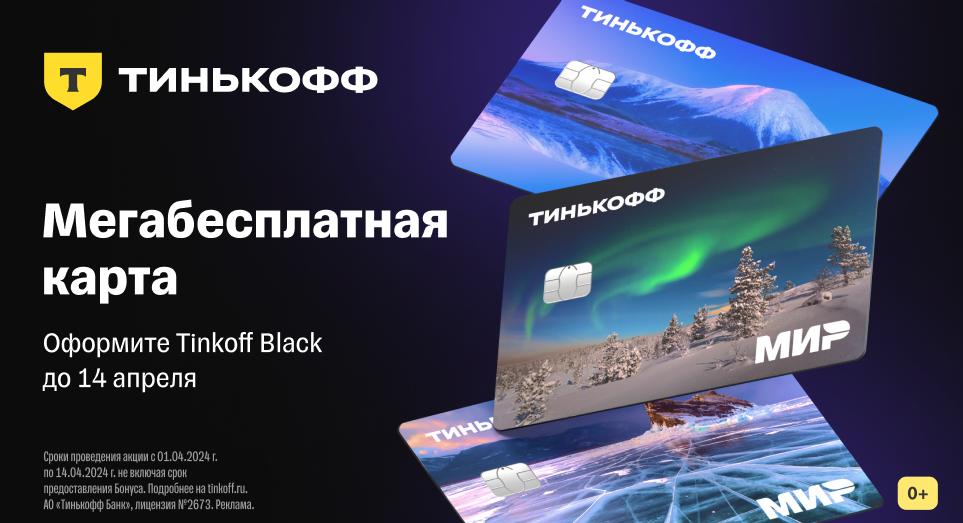 ТИНЬКОФФ
Мегабесплатная
карта
Оформите Tinkoff Black
до 14 апреля
Сроки проведения акции с 01.04.2024 г.
по 14.04.2024 г. не включая срок
предоставления Бонуса. Подробнее на tinkoff.ru.
АО «Тинькофф Банк», лицензия №2673. Реклама.
ТИНЬКОФФ
ТИНЬКОФФ
МИР
ТИНЬ
МИР
0+